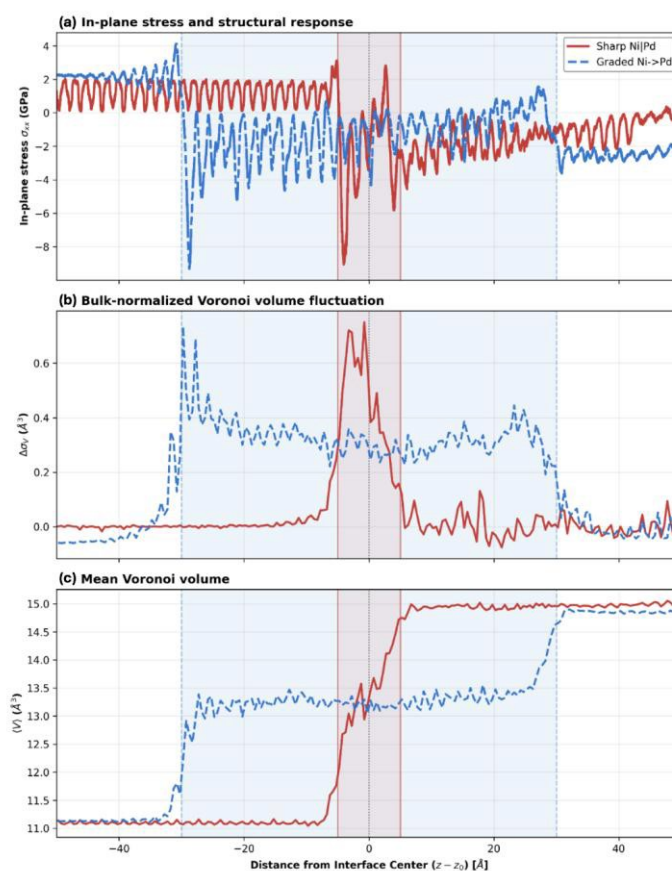 (a) In-plane stress and structural response
Sharp Ni|Pd
Graded Ni->Pd
In-plane stress σxx (GPa)
4
2
0
−2
−4
−6
−8
(b) Bulk-normalized Voronoi volume fluctuation
ΔσV (Å³)
0.6
0.4
0.2
0.0
(c) Mean Voronoi volume
⟨V⟩ (Å³)
15.0
14.5
14.0
13.5
13.0
12.5
12.0
11.5
11.0
−40
−20
0
20
40
Distance from Interface Center (z − z₀) [Å]